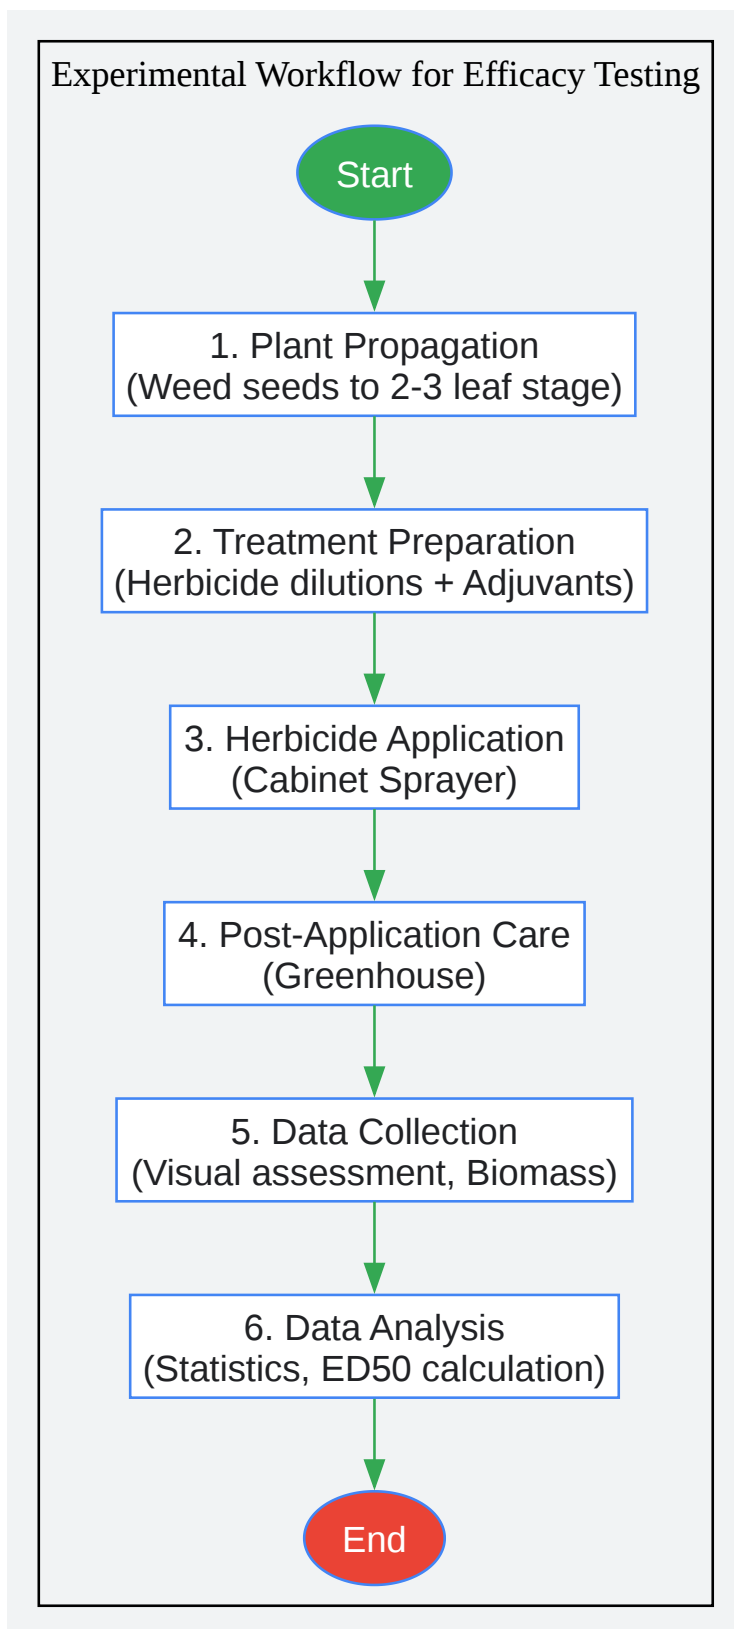 Experimental Workflow for Efficacy Testing
Start
1. Plant Propagation
(Weed seeds to 2-3 leaf stage)
2. Treatment Preparation
(Herbicide dilutions + Adjuvants)
3. Herbicide Application
(Cabinet Sprayer)
4. Post-Application Care
(Greenhouse)
5. Data Collection
(Visual assessment, Biomass)
6. Data Analysis
(Statistics, ED50 calculation)
End